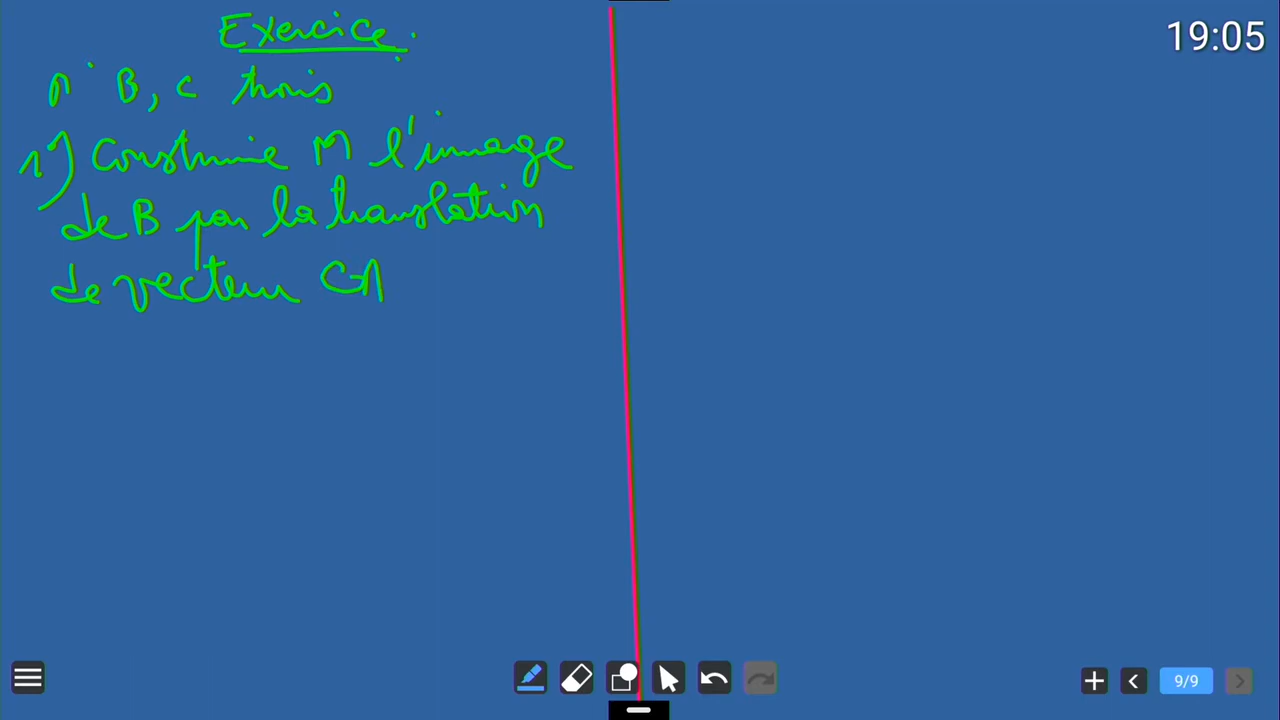 Exercice.
A, B, C trois
1°) Construire M l'image
de B par la translation
de vecteur CA
19:05
9/9